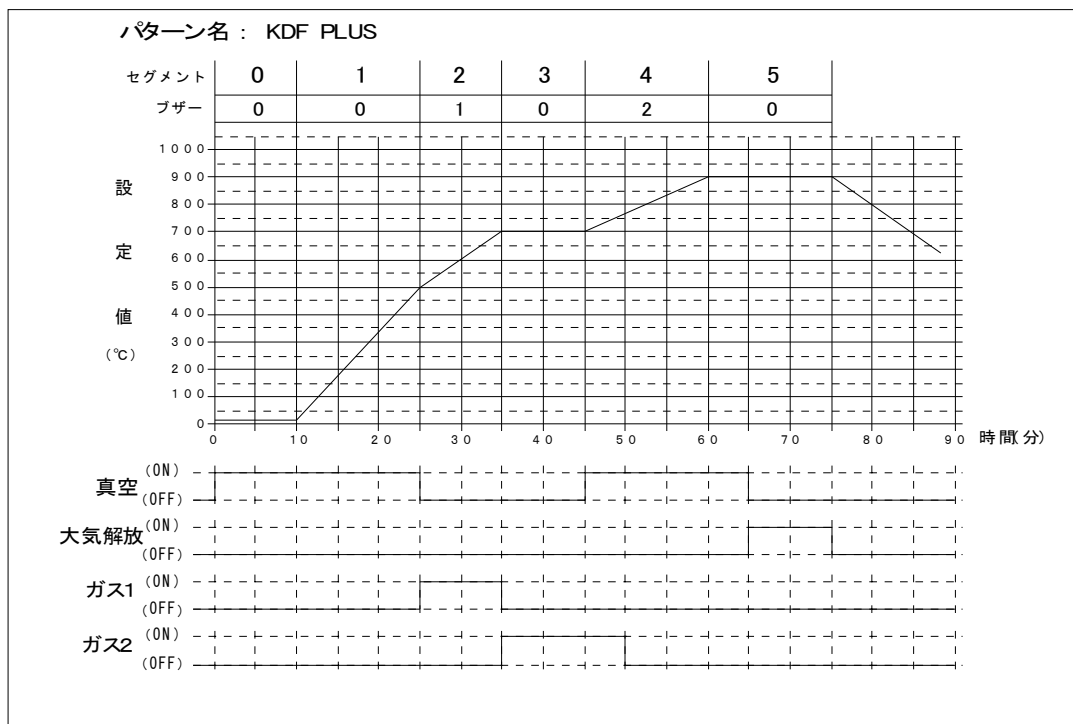 パターン名 : KDF PLUS
セグメント 0 1 2 3 4 5
ブザー 0 0 1 0 2 0
設定値
(℃)
1000
900
800
700
600
500
400
300
200
100
0
0 10 20 30 40 50 60 70 80 90 時間(分)
真空 (ON)
(OFF)
大気解放 (ON)
(OFF)
ガス1 (ON)
(OFF)
ガス2 (ON)
(OFF)